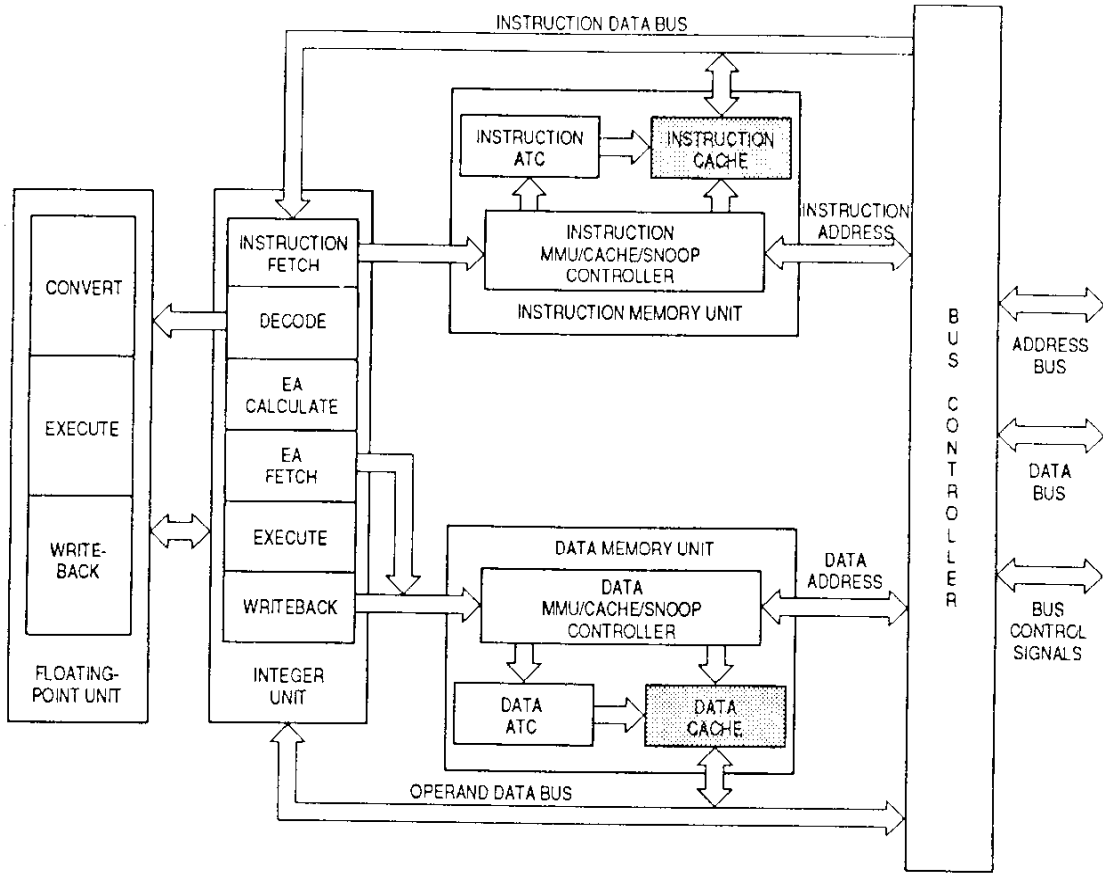 INSTRUCTION DATA BUS
INSTRUCTION
ATC
INSTRUCTION
CACHE
INSTRUCTION
MMU/CACHE/SNOOP
CONTROLLER
INSTRUCTION MEMORY UNIT
INSTRUCTION
ADDRESS
CONVERT
EXECUTE
WRITE-
BACK
FLOATING-
POINT UNIT
INSTRUCTION
FETCH
DECODE
EA
CALCULATE
EA
FETCH
EXECUTE
WRITEBACK
INTEGER
UNIT
DATA MEMORY UNIT
DATA
MMU/CACHE/SNOOP
CONTROLLER
DATA
ATC
DATA
CACHE
DATA
ADDRESS
OPERAND DATA BUS
BUS CONTROLLER
ADDRESS
BUS
DATA
BUS
BUS
CONTROL
SIGNALS